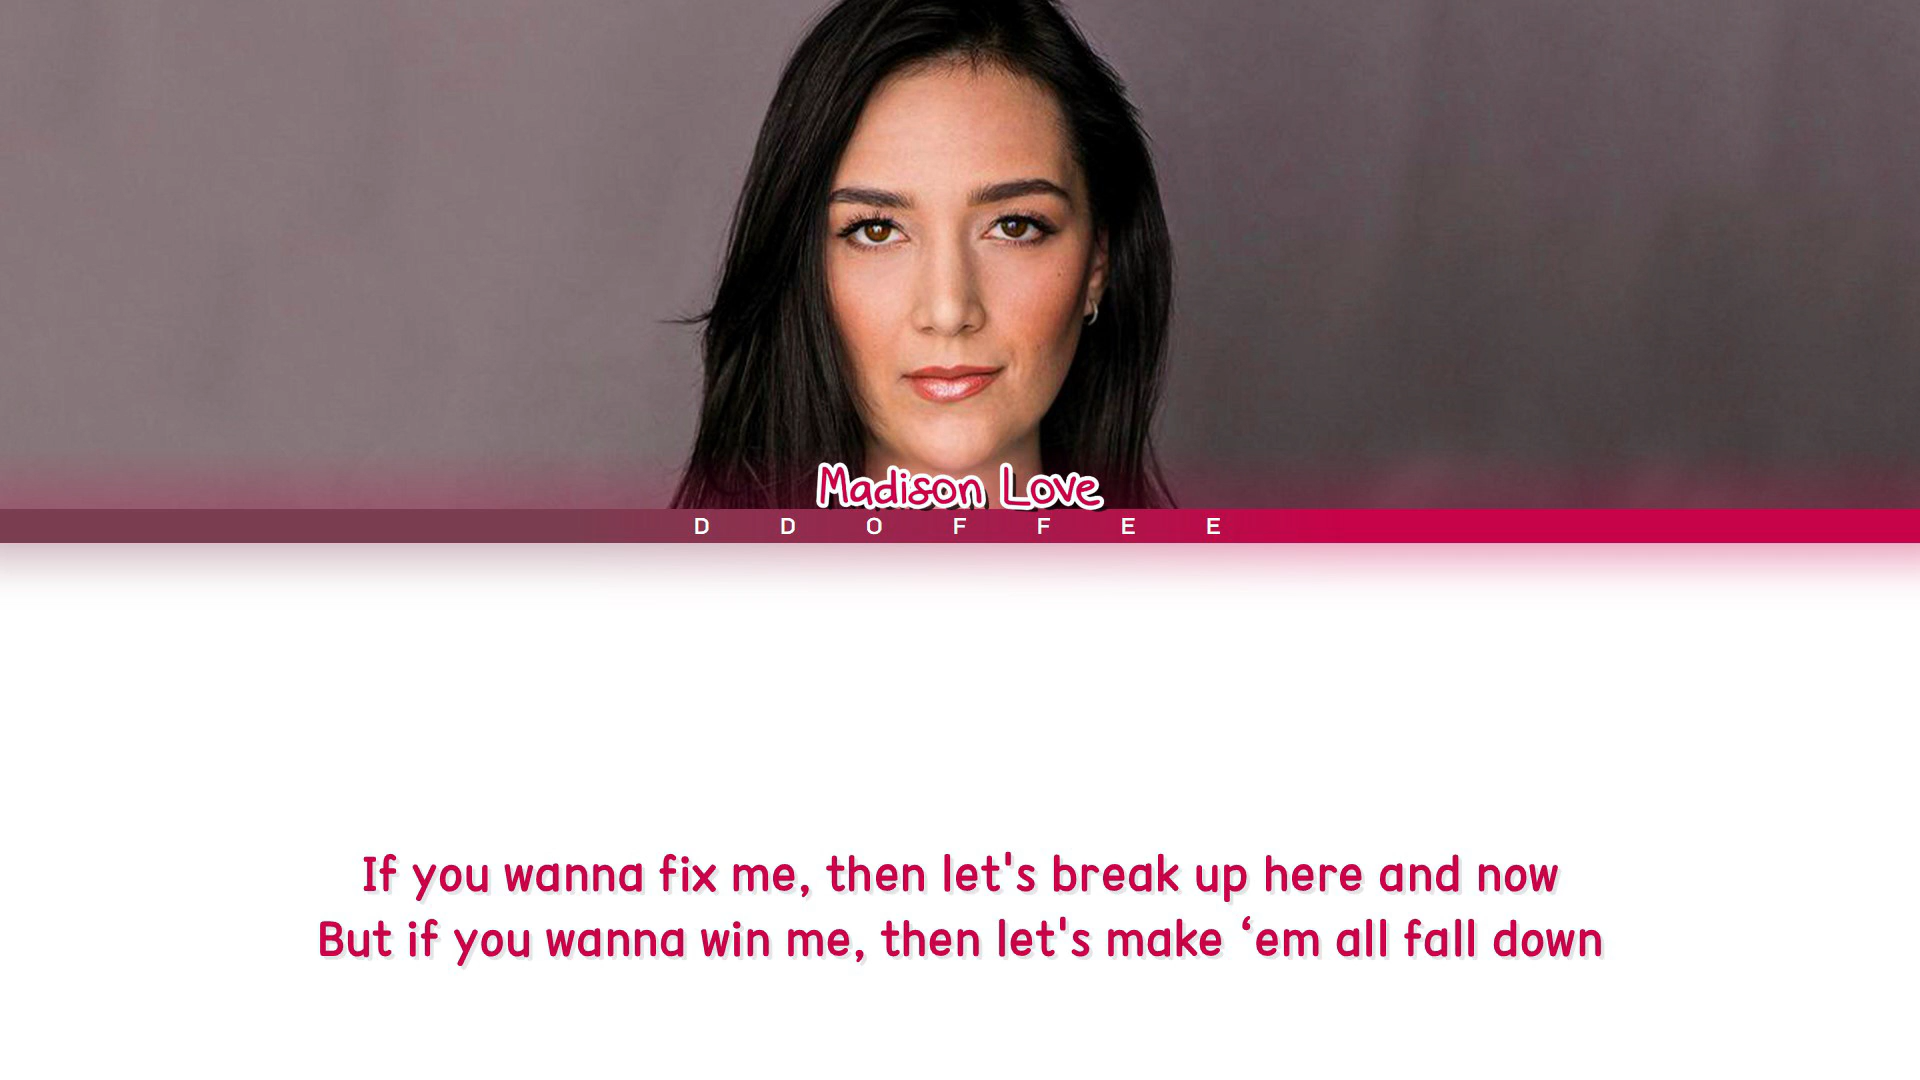 Madison Love
D D O F F E E
If you wanna fix me, then let's break up here and now
But if you wanna win me, then let's make ‘em all fall down